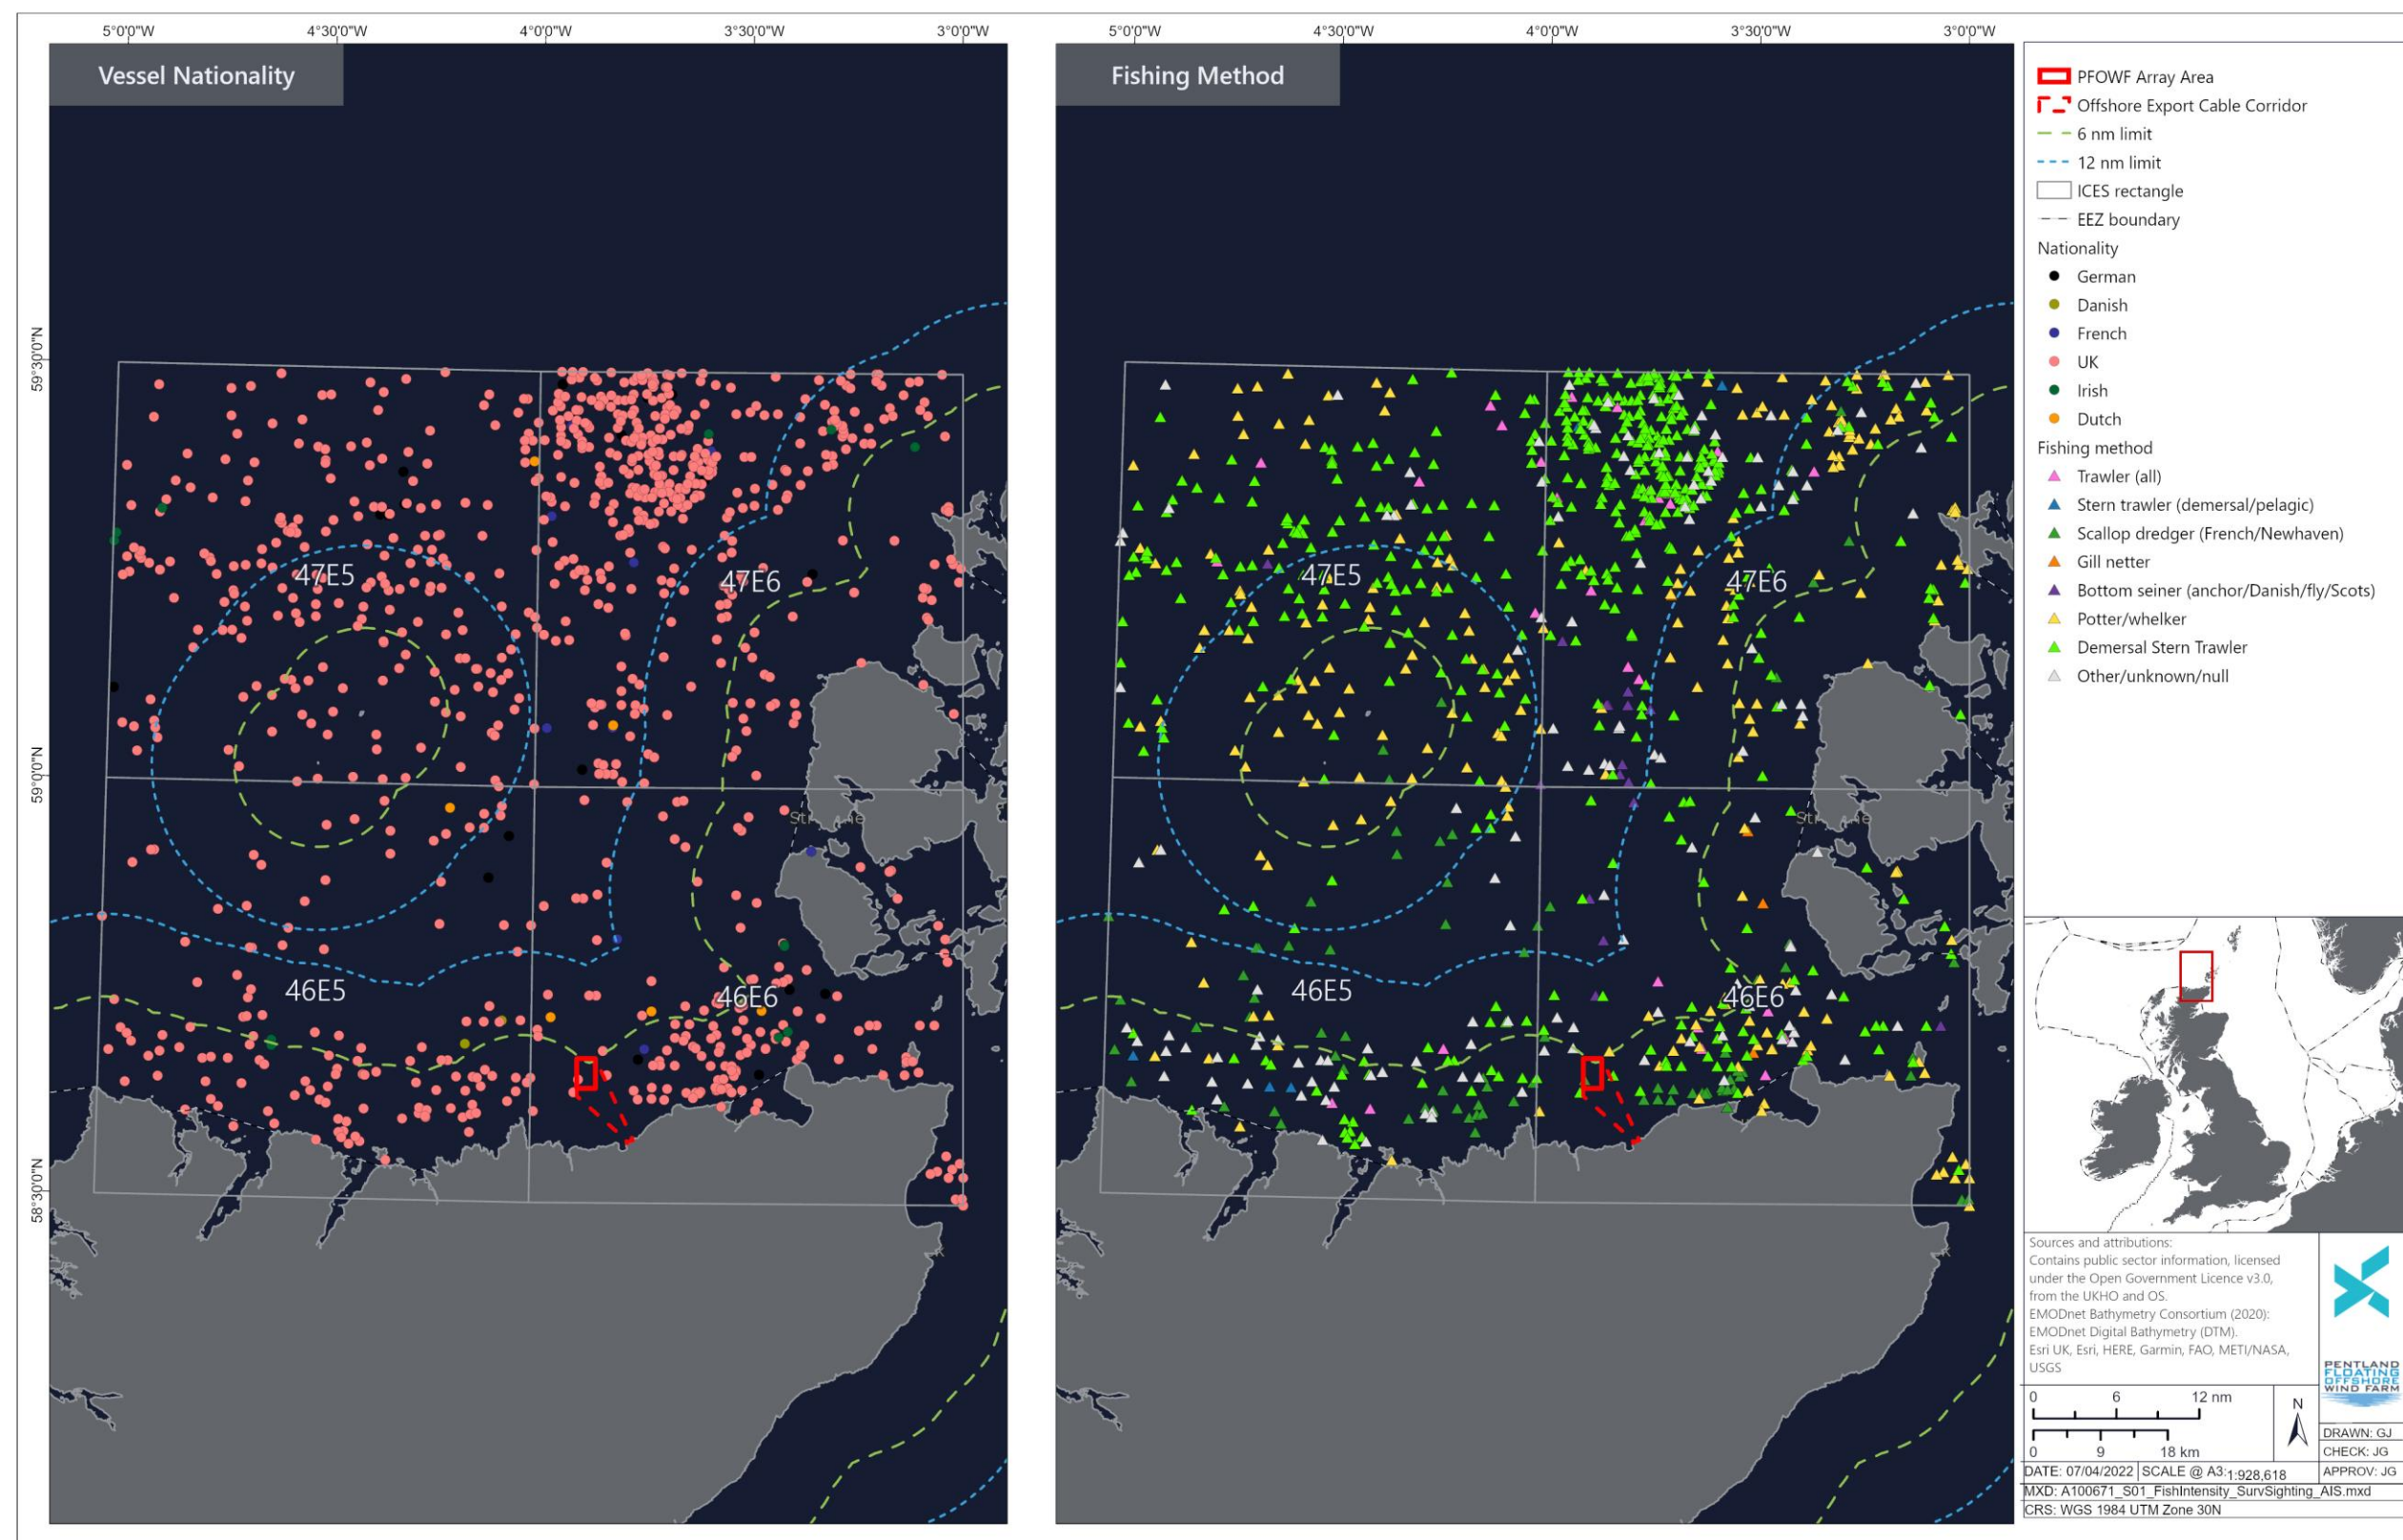 5°0'0"W 4°30'0"W 4°0'0"W 3°30'0"W 3°0'0"W
Vessel Nationality
59°30'0"N
59°0'0"N
58°30'0"N
47E5
47E6
46E5
46E6
5°0'0"W 4°30'0"W 4°0'0"W 3°30'0"W 3°0'0"W
Fishing Method
47E5
47E6
46E5
46E6
PFOWF Array Area
Offshore Export Cable Corridor
6 nm limit
12 nm limit
ICES rectangle
EEZ boundary
Nationality
German
Danish
French
UK
Irish
Dutch
Fishing method
Trawler (all)
Stern trawler (demersal/pelagic)
Scallop dredger (French/Newhaven)
Gill netter
Bottom seiner (anchor/Danish/fly/Scots)
Potter/whelker
Demersal Stern Trawler
Other/unknown/null
Sources and attributions:
Contains public sector information, licensed
under the Open Government Licence v3.0,
from the UKHO and OS.
EMODnet Bathymetry Consortium (2020):
EMODnet Digital Bathymetry (DTM).
Esri UK, Esri, HERE, Garmin, FAO, METI/NASA,
USGS
PENTLAND
FLOATING
OFFSHORE
WIND FARM
0 6 12 nm
0 9 18 km
N
DRAWN: GJ
CHECK: JG
DATE: 07/04/2022 SCALE @ A3:1:928,618 APPROV: JG
MXD: A100671_S01_FishIntensity_SurvSighting_AIS.mxd
CRS: WGS 1984 UTM Zone 30N